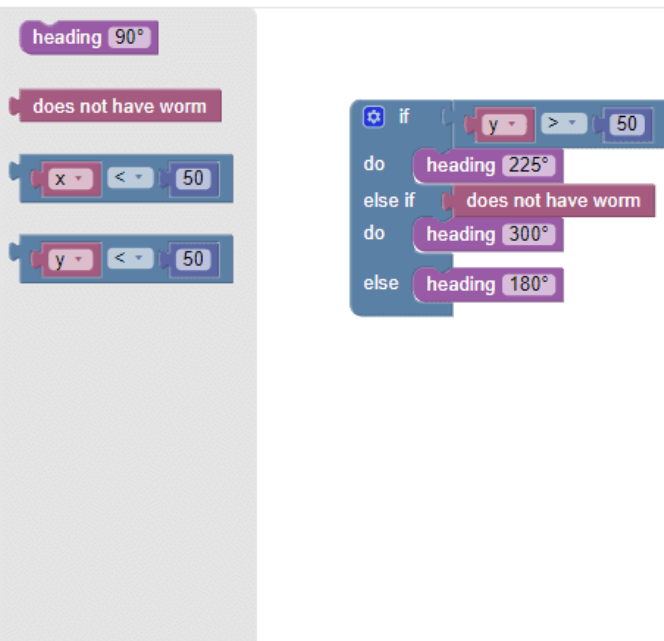 heading 90°
does not have worm
x < 50
y < 50
if y > 50
do heading 225°
else if does not have worm
do heading 300°
else heading 180°